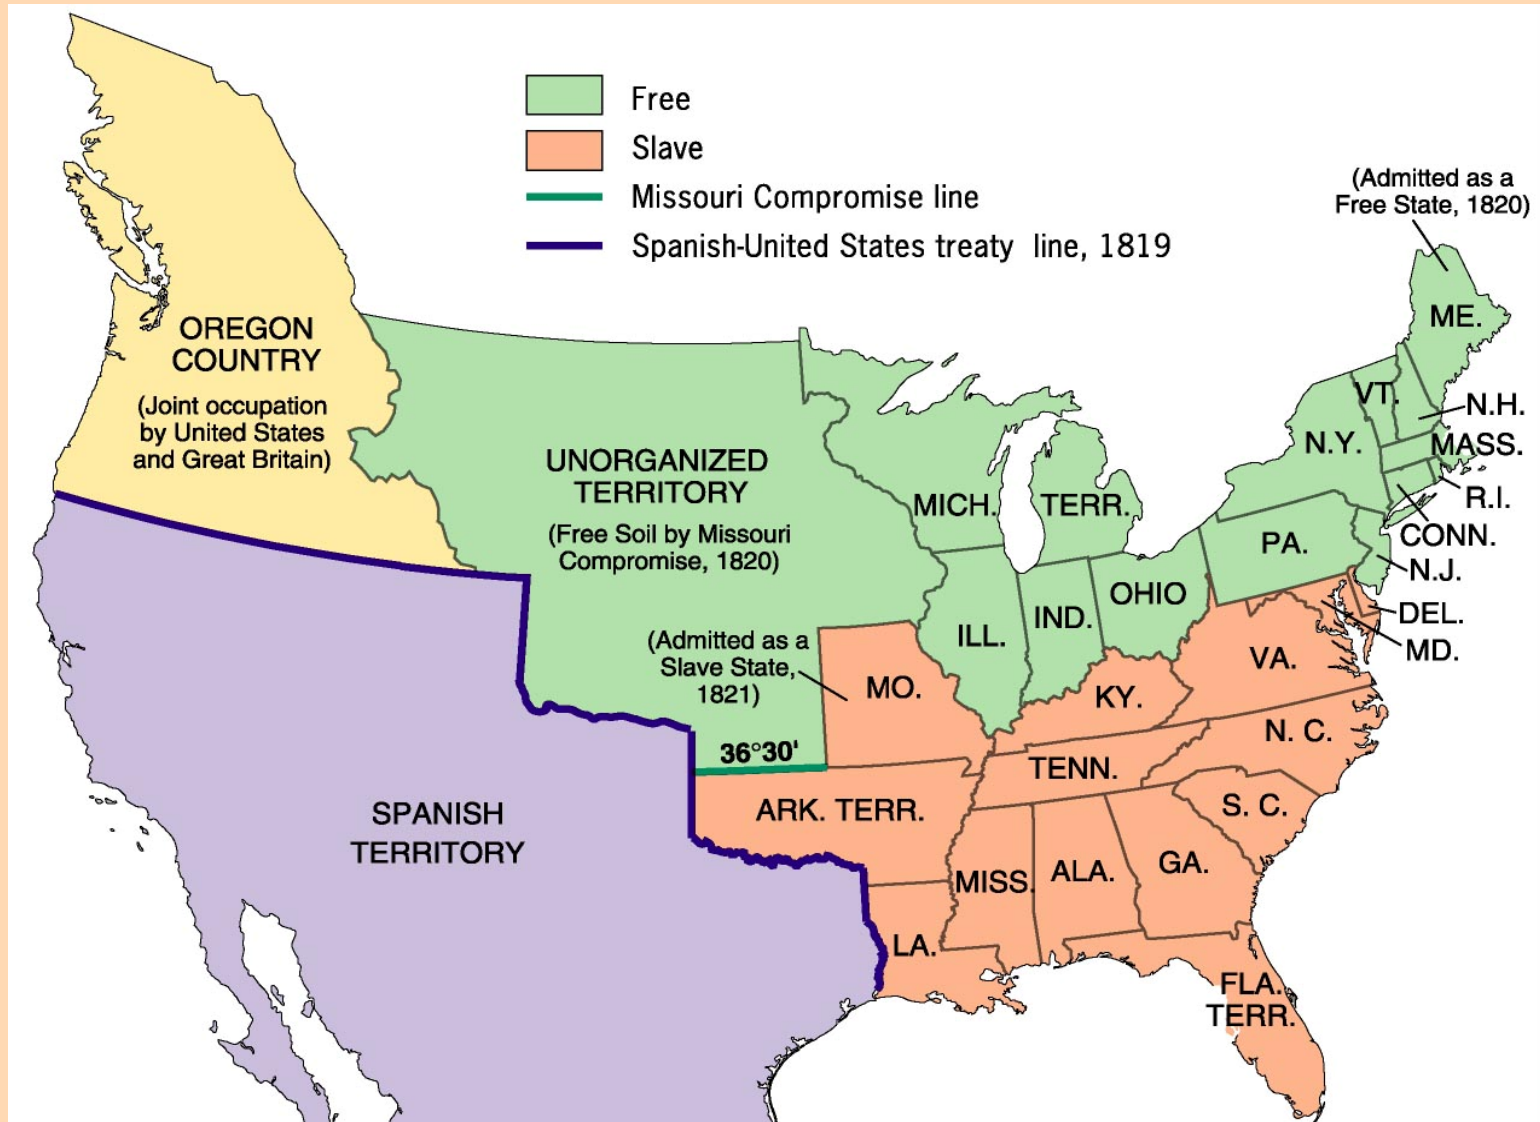 Free
Slave
Missouri Compromise line
Spanish-United States treaty line, 1819
(Admitted as a
Free State, 1820)
ME.
OREGON
COUNTRY
(Joint occupation
by United States
and Great Britain)
UNORGANIZED
TERRITORY
(Free Soil by Missouri
Compromise, 1820)
MICH. TERR.
VT.
N.H.
N.Y.
MASS.
R.I.
CONN.
PA.
N.J.
DEL.
MD.
OHIO
IND.
ILL.
(Admitted as a
Slave State,
1821)
MO.
KY.
VA.
36°30'
TENN.
N. C.
ARK. TERR.
S. C.
SPANISH
TERRITORY
MISS.
ALA.
GA.
LA.
FLA.
TERR.